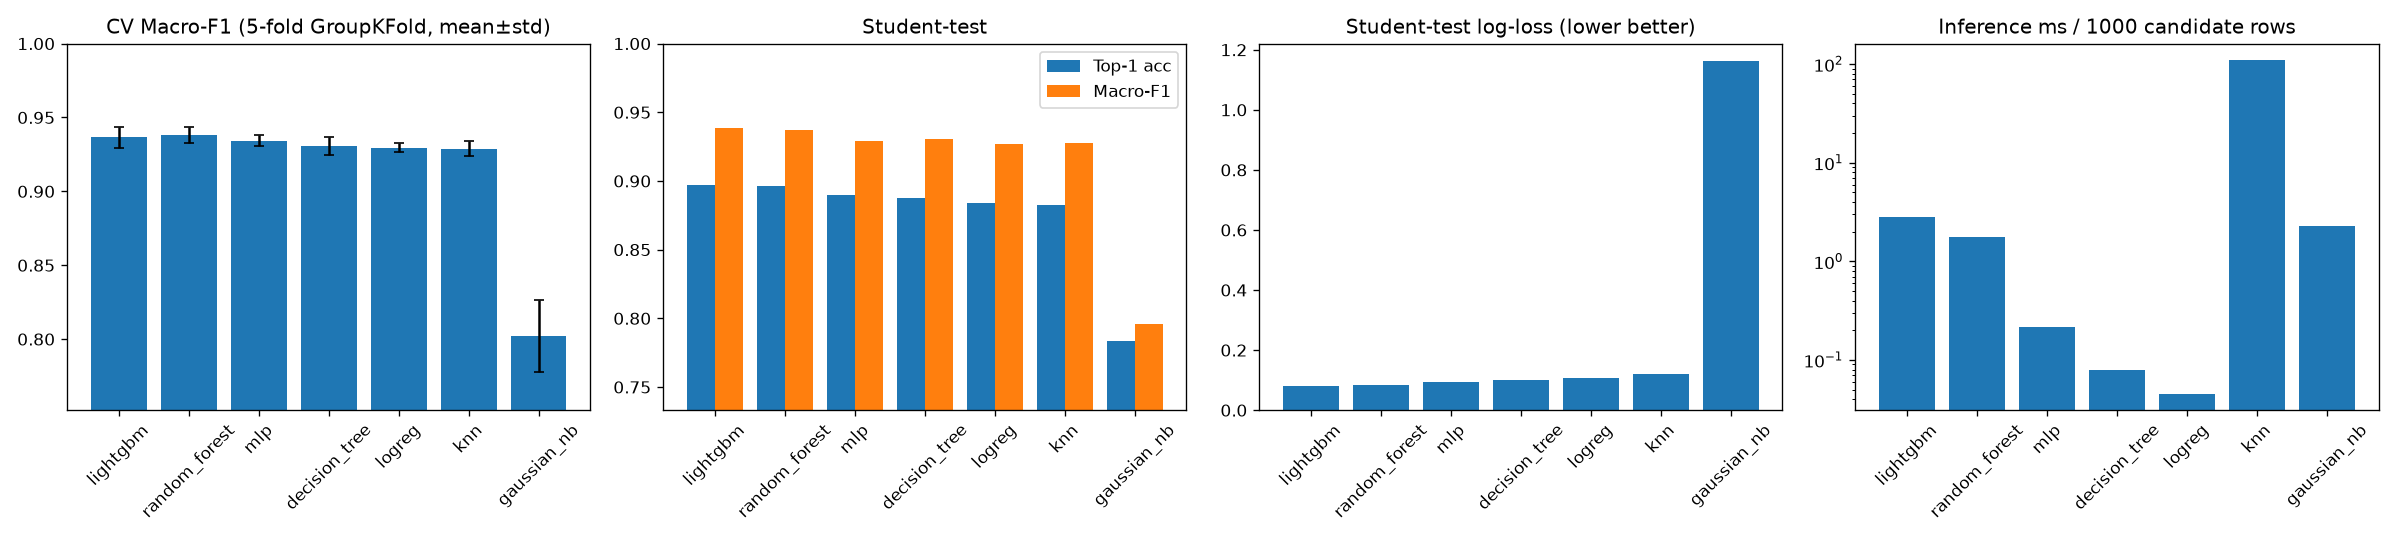 CV Macro-F1 (5-fold GroupKFold, mean±std)
1.00
0.95
0.90
0.85
0.80
lightgbm
random_forest
mlp
decision_tree
logreg
knn
gaussian_nb
Student-test
Top-1 acc
Macro-F1
1.00
0.95
0.90
0.85
0.80
0.75
lightgbm
random_forest
mlp
decision_tree
logreg
knn
gaussian_nb
Student-test log-loss (lower better)
1.2
1.0
0.8
0.6
0.4
0.2
0.0
lightgbm
random_forest
mlp
decision_tree
logreg
knn
gaussian_nb
Inference ms / 1000 candidate rows
10²
10¹
10⁰
10⁻¹
lightgbm
random_forest
mlp
decision_tree
logreg
knn
gaussian_nb